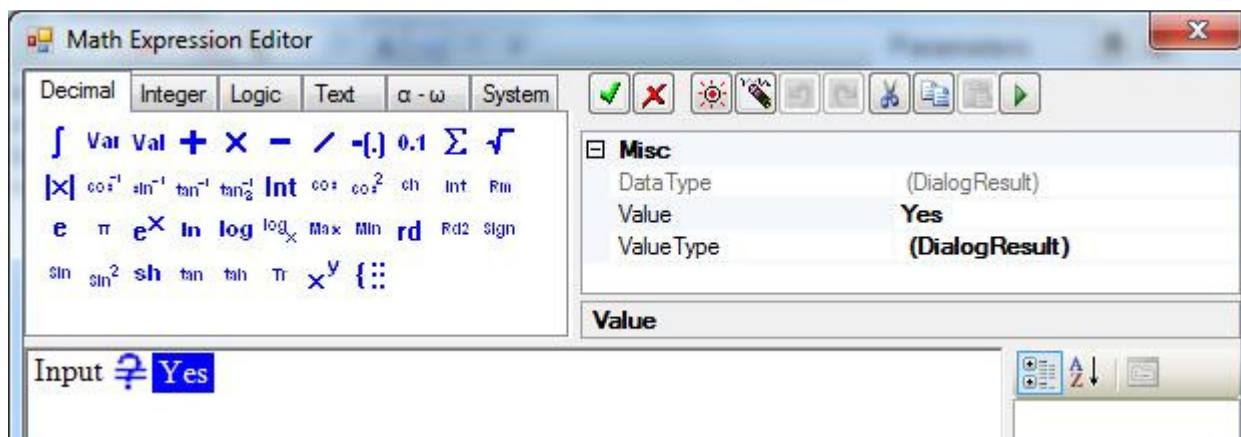 Math Expression Editor
Decimal Integer Logic Text α - ω System
∫ Var Val + × − / -(.) 0.1 Σ √
|x| cos⁻¹ sin⁻¹ tan⁻¹ tan₂⁻¹ Int cos cos² ch Int Rm
e π eˣ ln log logₓ Max Min rd Rd2 Sign
sin sin² sh tan tah π xʸ {::
Misc
DataType (DialogResult)
Value Yes
ValueType (DialogResult)
Value
Input ≟ Yes
A Z